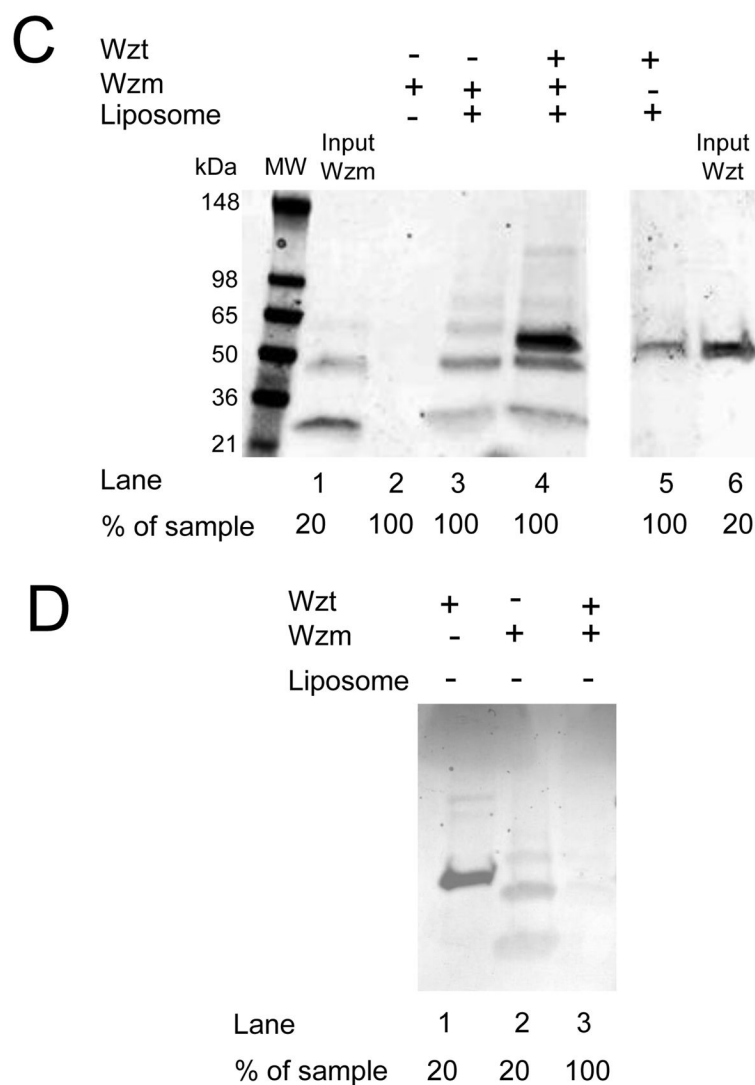 C
Wzt - - + +
Wzm + + + -
Liposome - + + +
kDa MW Input Wzm Input Wzt
148
98
65
50
36
21
Lane 1 2 3 4 5 6
% of sample 20 100 100 100 100 20
D
Wzt + - +
Wzm - + +
Liposome - - -
Lane 1 2 3
% of sample 20 20 100